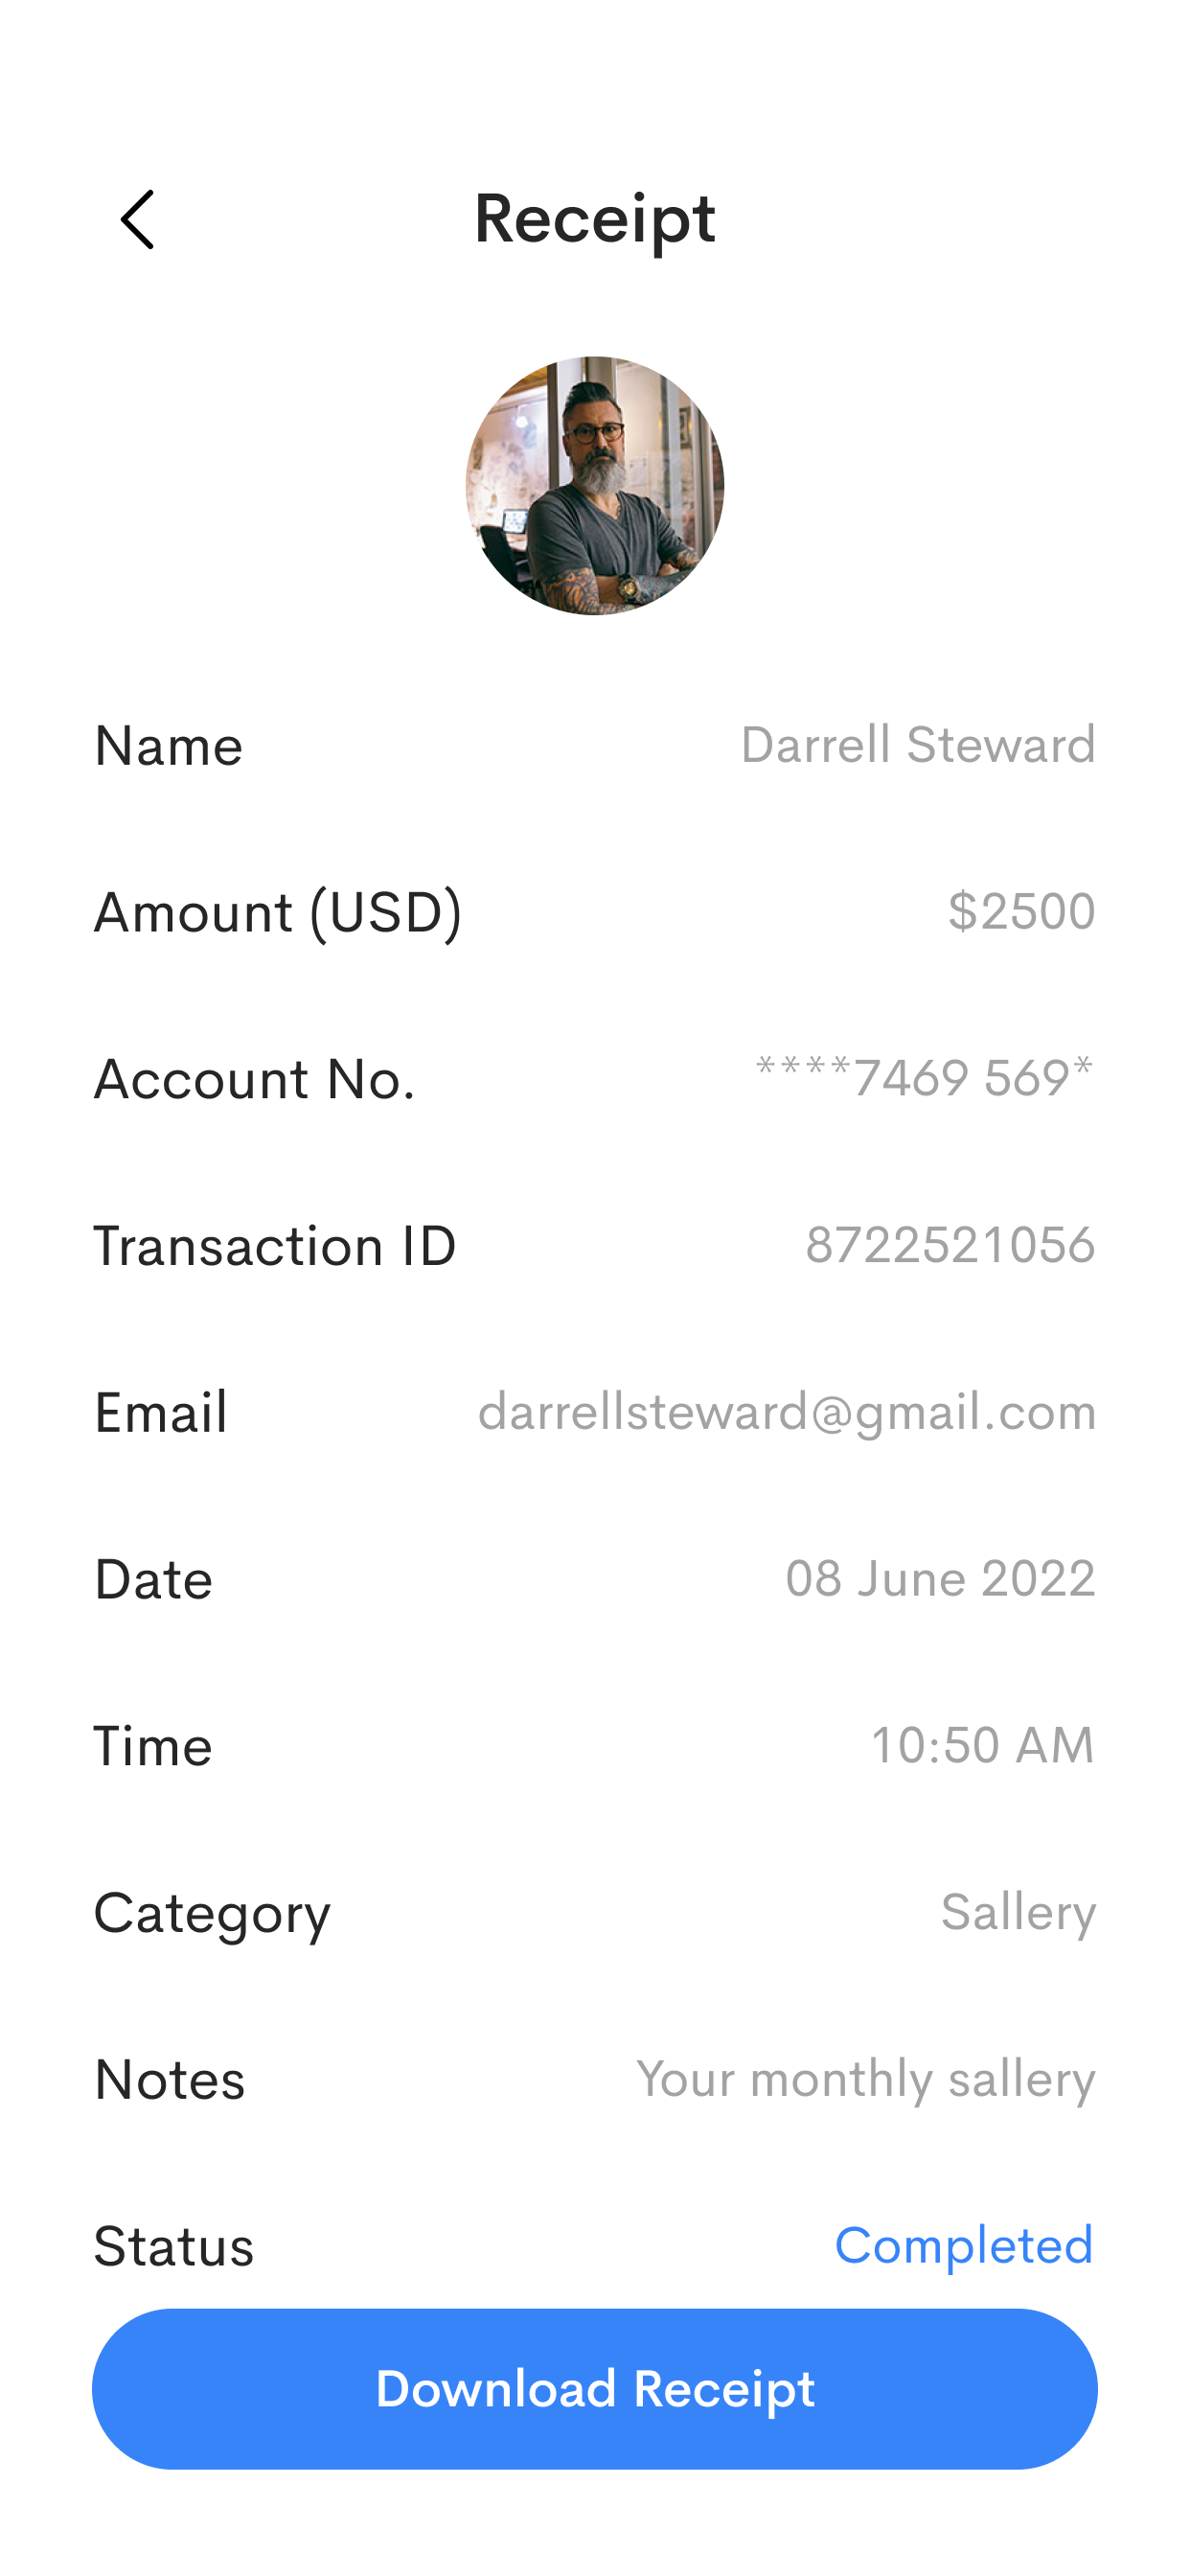 Receipt
Name Darrell Steward
Amount (USD) $2500
Account No. ****7469 569*
Transaction ID 8722521056
Email darrellsteward@gmail.com
Date 08 June 2022
Time 10:50 AM
Category Sallery
Notes Your monthly sallery
Status Completed
Download Receipt